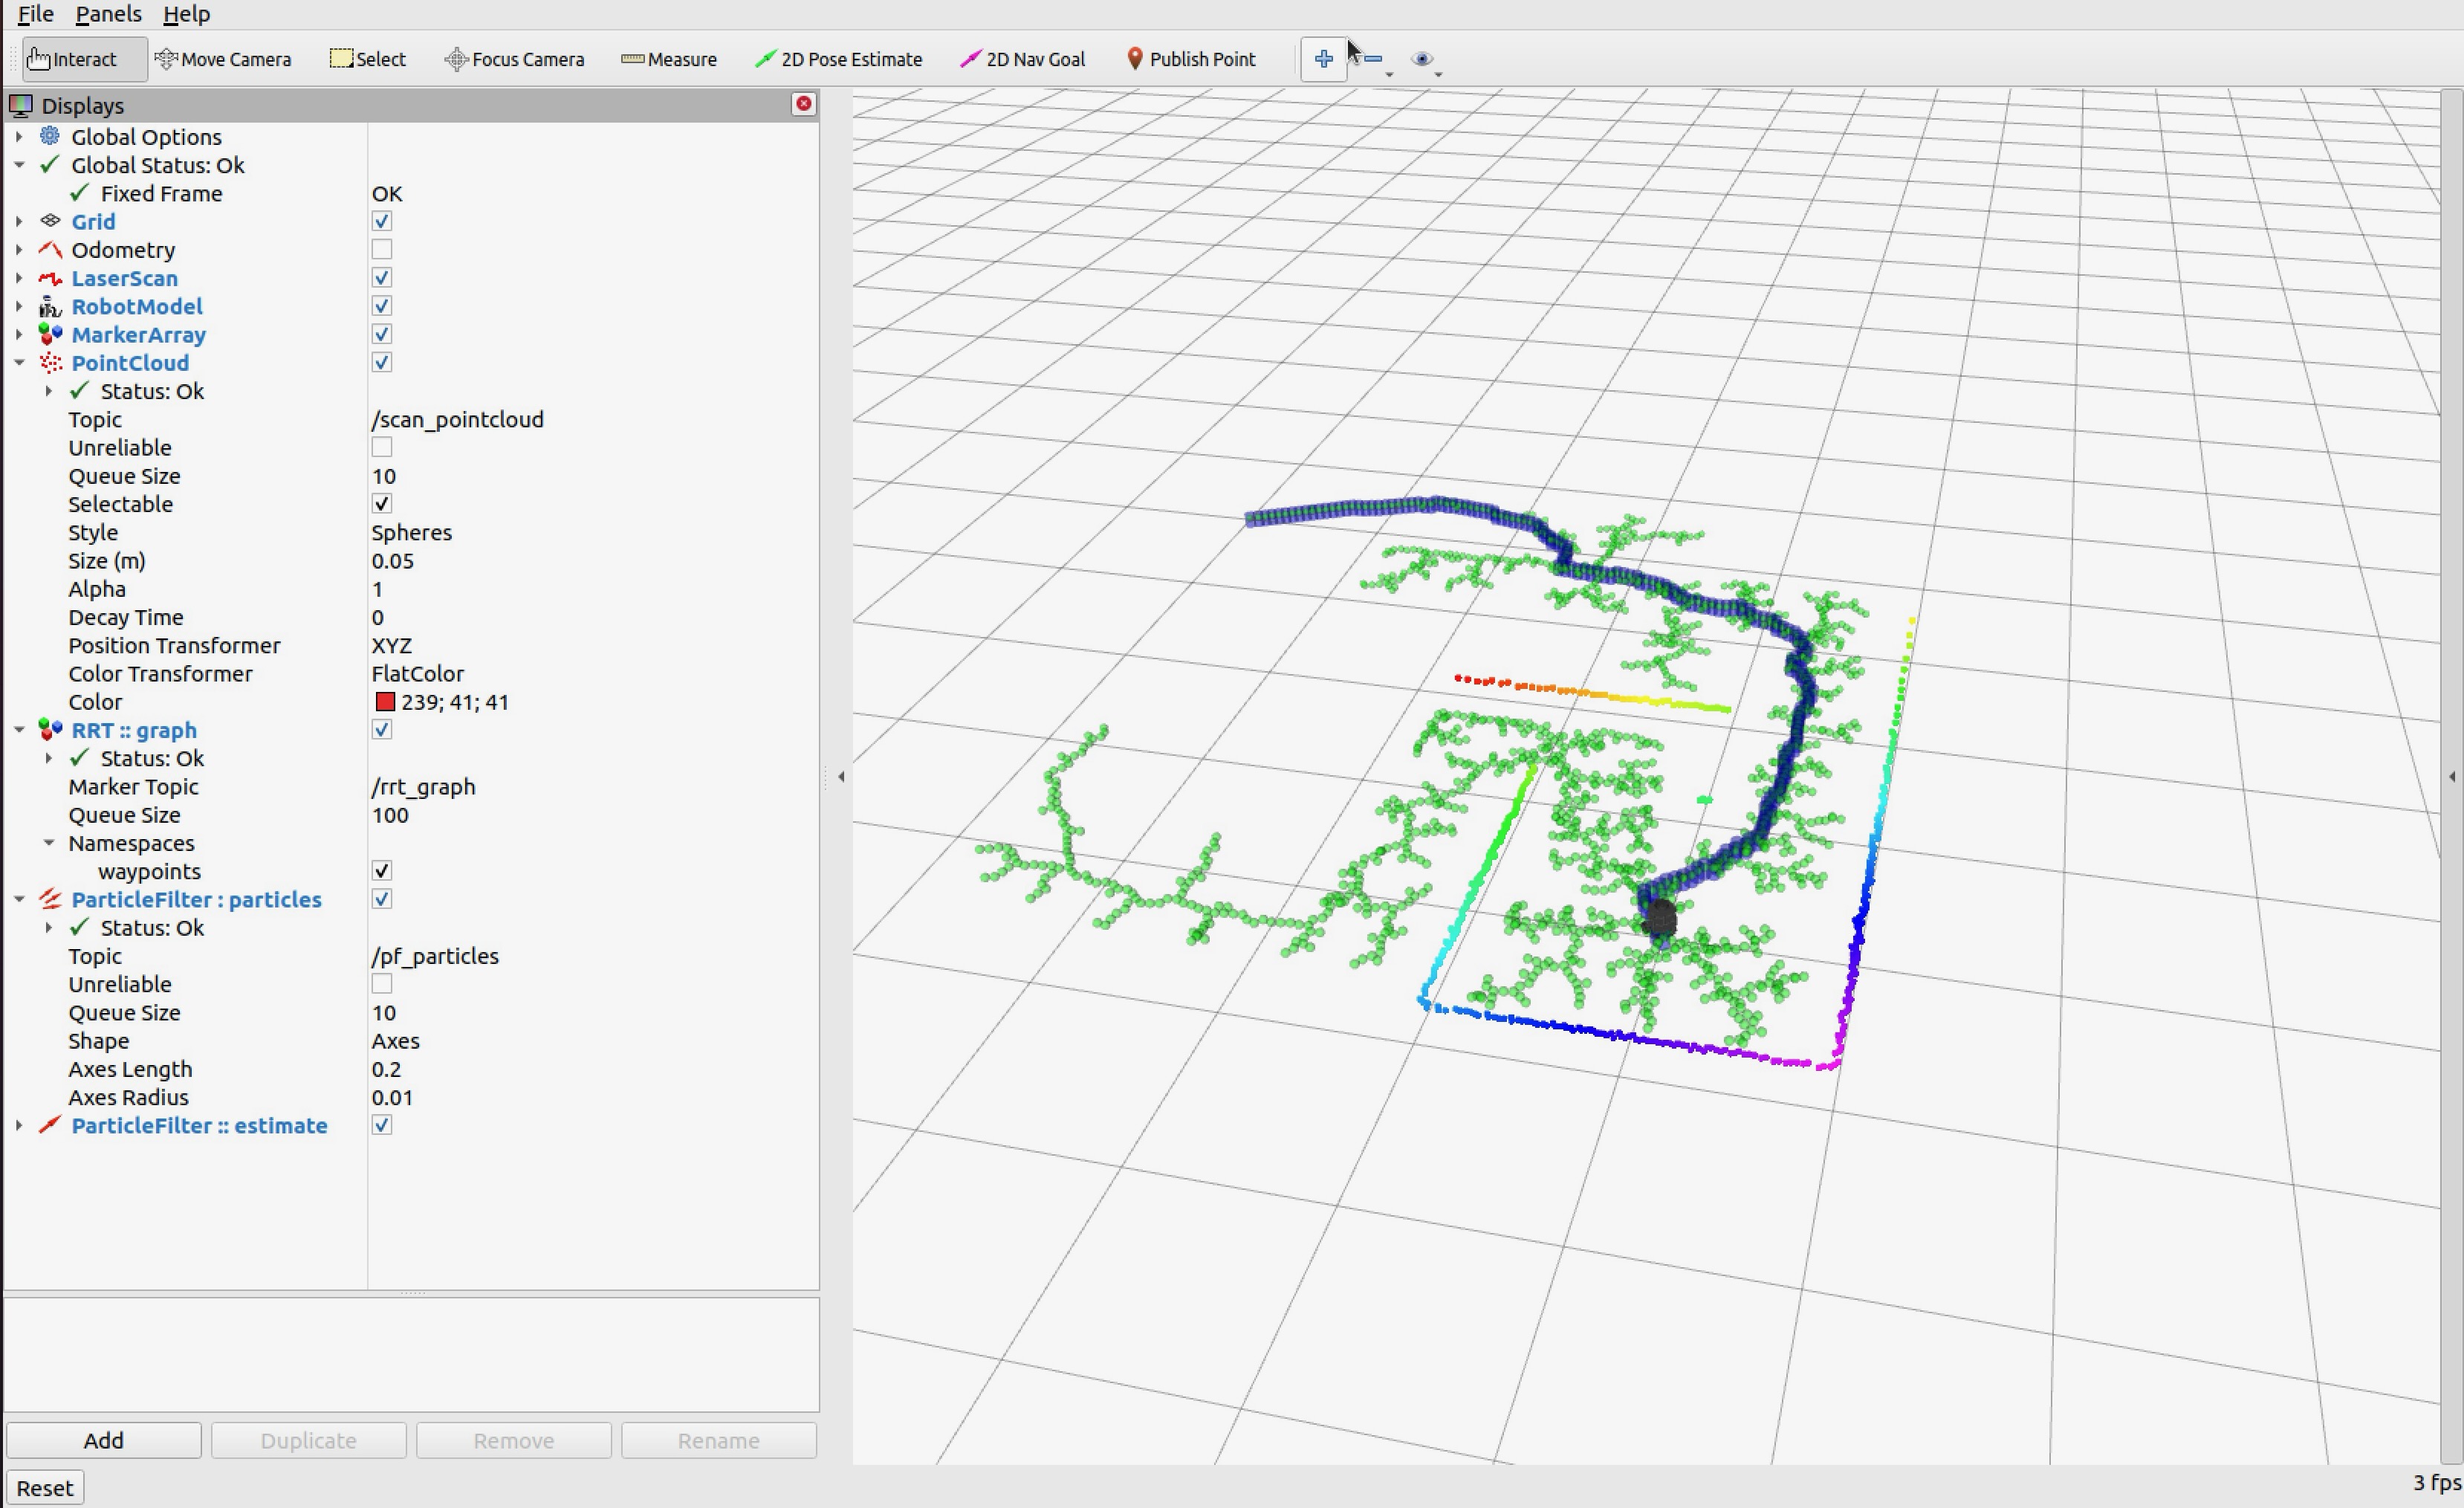 File Panels Help
Interact Move Camera Select Focus Camera Measure 2D Pose Estimate 2D Nav Goal Publish Point
Displays
Global Options
Global Status: Ok
Fixed Frame OK
Grid
Odometry
LaserScan
RobotModel
MarkerArray
PointCloud
Status: Ok
Topic /scan_pointcloud
Unreliable
Queue Size 10
Selectable
Style Spheres
Size (m) 0.05
Alpha 1
Decay Time 0
Position Transformer XYZ
Color Transformer FlatColor
Color 239; 41; 41
RRT :: graph
Status: Ok
Marker Topic /rrt_graph
Queue Size 100
Namespaces
waypoints
ParticleFilter : particles
Status: Ok
Topic /pf_particles
Unreliable
Queue Size 10
Shape Axes
Axes Length 0.2
Axes Radius 0.01
ParticleFilter :: estimate
Add Duplicate Remove Rename
Reset 3 fps